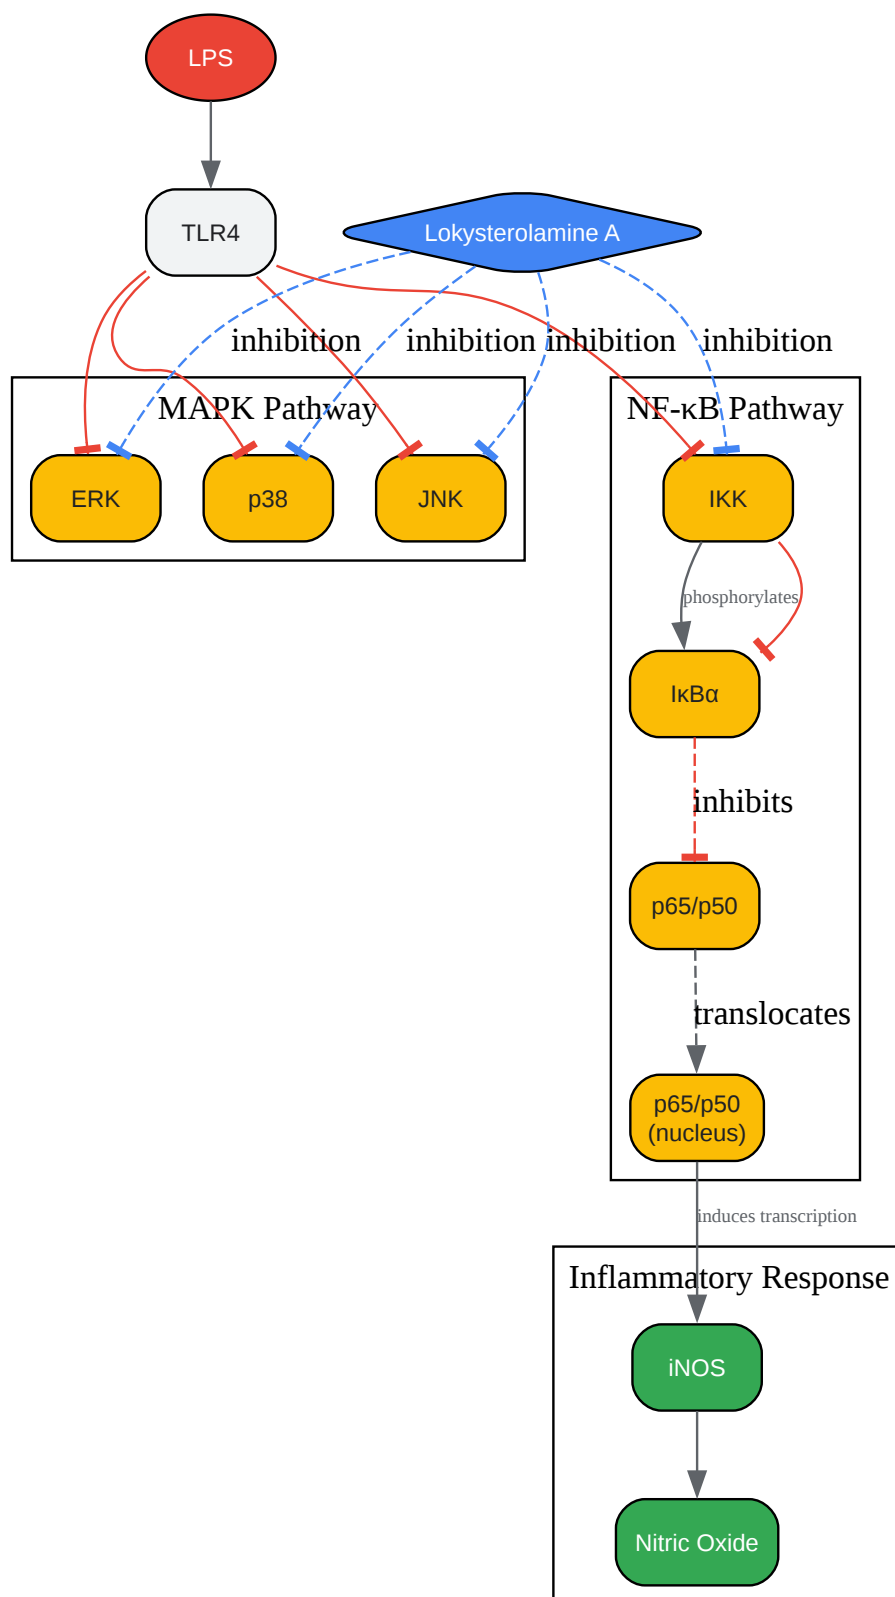 LPS
TLR4
Lokysterolamine A
inhibition
inhibition
inhibition
inhibition
MAPK Pathway
NF-κB Pathway
ERK
p38
JNK
IKK
phosphorylates
IκBα
inhibits
p65/p50
translocates
p65/p50
(nucleus)
induces transcription
Inflammatory Response
iNOS
Nitric Oxide